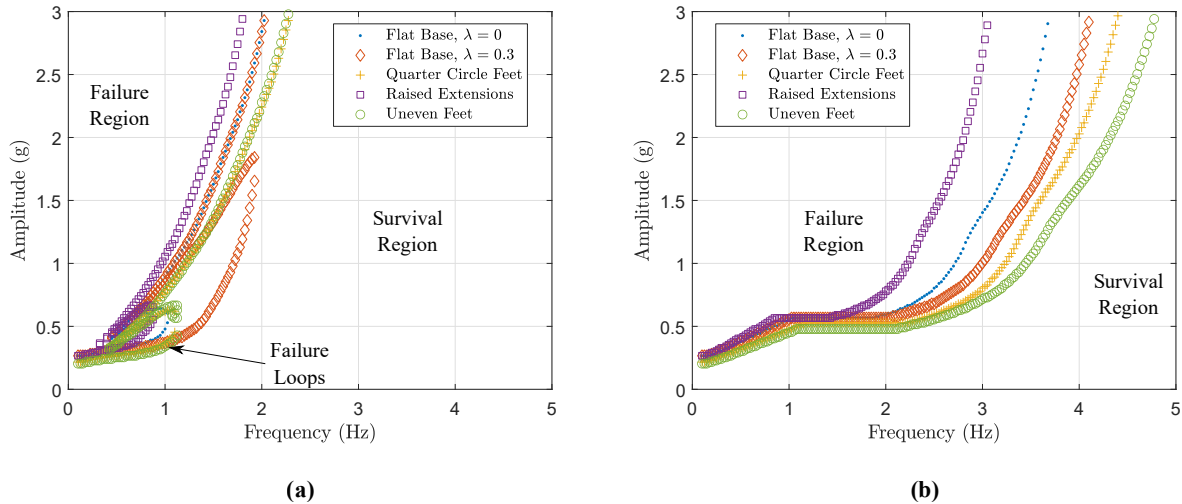 3
2.5
2
1.5
1
0.5
0
0
1
2
3
4
5
Amplitude (g)
Frequency (Hz)
Failure
Region
Survival
Region
Failure
Loops
Flat Base, λ = 0
Flat Base, λ = 0.3
Quarter Circle Feet
Raised Extensions
Uneven Feet
(a)
3
2.5
2
1.5
1
0.5
0
0
1
2
3
4
5
Amplitude (g)
Frequency (Hz)
Flat Base, λ = 0
Flat Base, λ = 0.3
Quarter Circle Feet
Raised Extensions
Uneven Feet
Failure
Region
Survival
Region
(b)